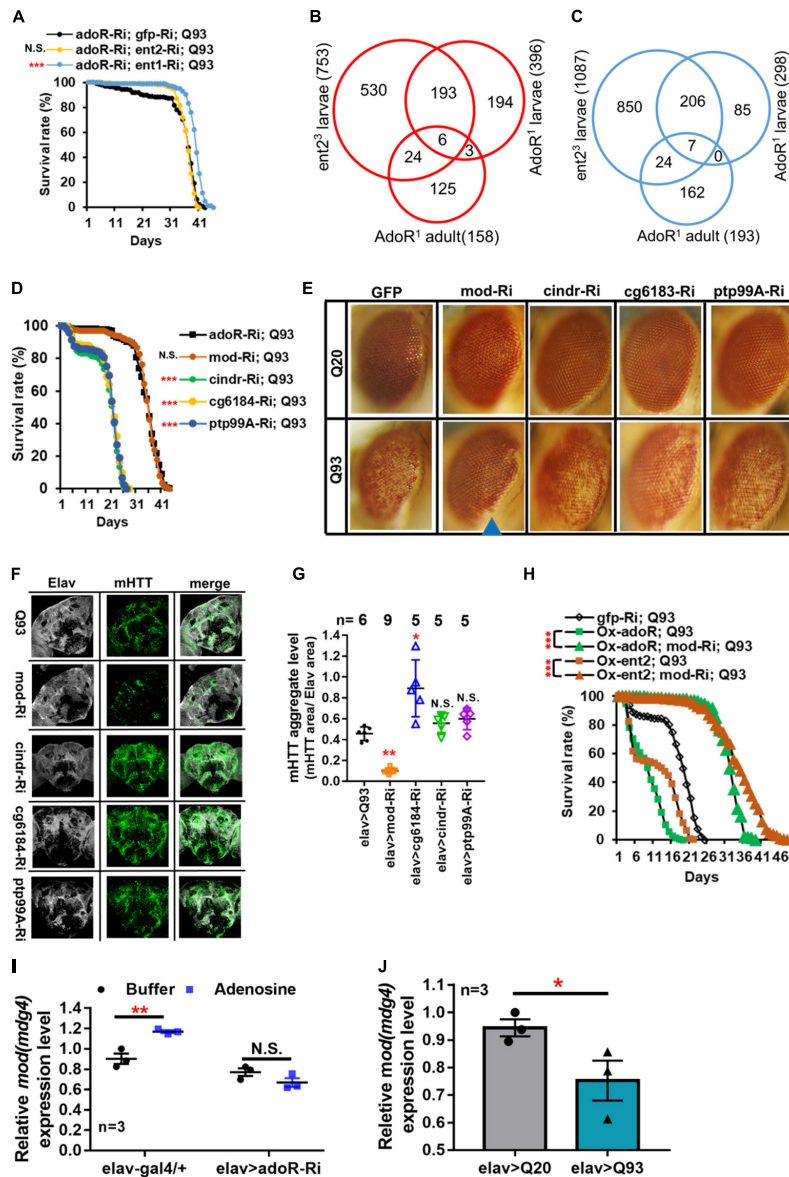 A
adoR-Ri; gfp-Ri; Q93
N.S. adoR-Ri; ent2-Ri; Q93
*** adoR-Ri; ent1-Ri; Q93
Survival rate (%)
100
80
60
40
20
0
1 11 21 31 41
Days
B
ent2³ larvae (753)
AdoR¹ larvae (396)
530
193
194
6
24
3
125
AdoR¹ adult(158)
C
ent2³ larvae (1087)
AdoR¹ larvae (298)
850
206
85
7
24
0
162
AdoR¹ adult (193)
D
adoR-Ri; Q93
N.S. mod-Ri; Q93
*** cindr-Ri; Q93
*** cg6184-Ri; Q93
*** ptp99A-Ri; Q93
Survival rate (%)
100
80
60
40
20
0
1 11 21 31 41
Days
E
GFP mod-Ri cindr-Ri cg6183-Ri ptp99A-Ri
Q20
Q93
F
Elav mHTT merge
Q93
mod-Ri
cindr-Ri
cg6184-Ri
ptp99A-Ri
G
n= 6 9 5 5 5
mHTT aggregate level
(mHTT area/ Elav area)
1.5
1.0
0.5
0.0
** * N.S. N.S.
elav>Q93
elav>mod-Ri
elav>cg6184-Ri
elav>cindr-Ri
elav>ptp99A-Ri
H
gfp-Ri; Q93
*** Ox-adoR; Q93
Ox-adoR; mod-Ri; Q93
*** Ox-ent2; Q93
Ox-ent2; mod-Ri; Q93
Survival rate (%)
100
80
60
40
20
0
1 6 11 16 21 26 31 36 41 46
Days
I
Buffer Adenosine
Relative mod(mdg4)
expression level
1.4
1.2
1.0
0.8
0.6
0.4
0.2
0.0
**
N.S.
n=3
elav-gal4/+ elav>adoR-Ri
J
n=3
*
Reletive mod(mdg4)
expression level
1.1
1.0
0.9
0.8
0.7
0.6
0.5
elav>Q20 elav>Q93